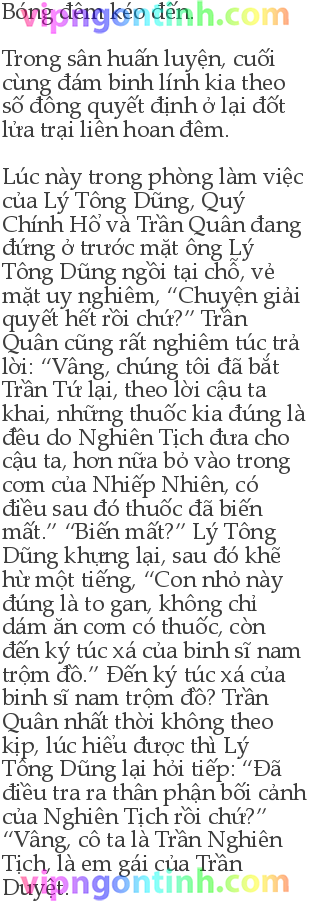 vipngontinh.com
Bóng đêm kéo đến.
Trong sân huấn luyện, cuối
cùng đám binh lính kia theo
số đông quyết định ở lại đốt
lửa trại liên hoan đêm.
Lúc này trong phòng làm việc
của Lý Tông Dũng, Quý
Chính Hổ và Trần Quân đang
đứng ở trước mặt ông Lý
Tông Dũng ngồi tại chỗ, vẻ
mặt uy nghiêm, “Chuyện giải
quyết hết rồi chứ?” Trần
Quân cũng rất nghiêm túc trả
lời: “Vâng, chúng tôi đã bắt
Trần Tứ lại, theo lời cậu ta
khai, những thuốc kia đúng là
đều do Nghiên Tịch đưa cho
cậu ta, hơn nữa bỏ vào trong
cơm của Nhiếp Nhiên, có
điều sau đó thuốc đã biến
mất.” “Biến mất?” Lý Tông
Dũng khựng lại, sau đó khẽ
hừ một tiếng, “Con nhỏ này
đúng là to gan, không chỉ
dám ăn cơm có thuốc, còn
đến ký túc xá của binh sĩ nam
trộm đồ.” Đến ký túc xá của
binh sĩ nam trộm đồ? Trần
Quân nhất thời không theo
kịp, lúc hiểu được thì Lý
Tông Dũng lại hỏi tiếp: “Đã
điều tra ra thân phận bối cảnh
của Nghiên Tịch rồi chứ?”
“Vâng, cô ta là Trần Nghiên
Tịch, là em gái của Trần
Duyệt.
vipngontinh.com